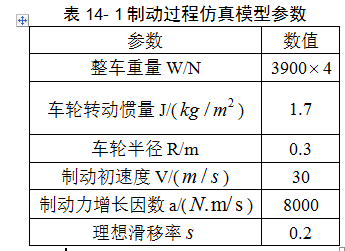 表 14- 1 制动过程仿真模型参数
参数 数值
整车重量 W/N 3900×4
车轮转动惯量 J/(kg / m²) 1.7
车轮半径 R/m 0.3
制动初速度 V/(m / s) 30
制动力增长因数 a/(N.m/s) 8000
理想滑移率 s 0.2